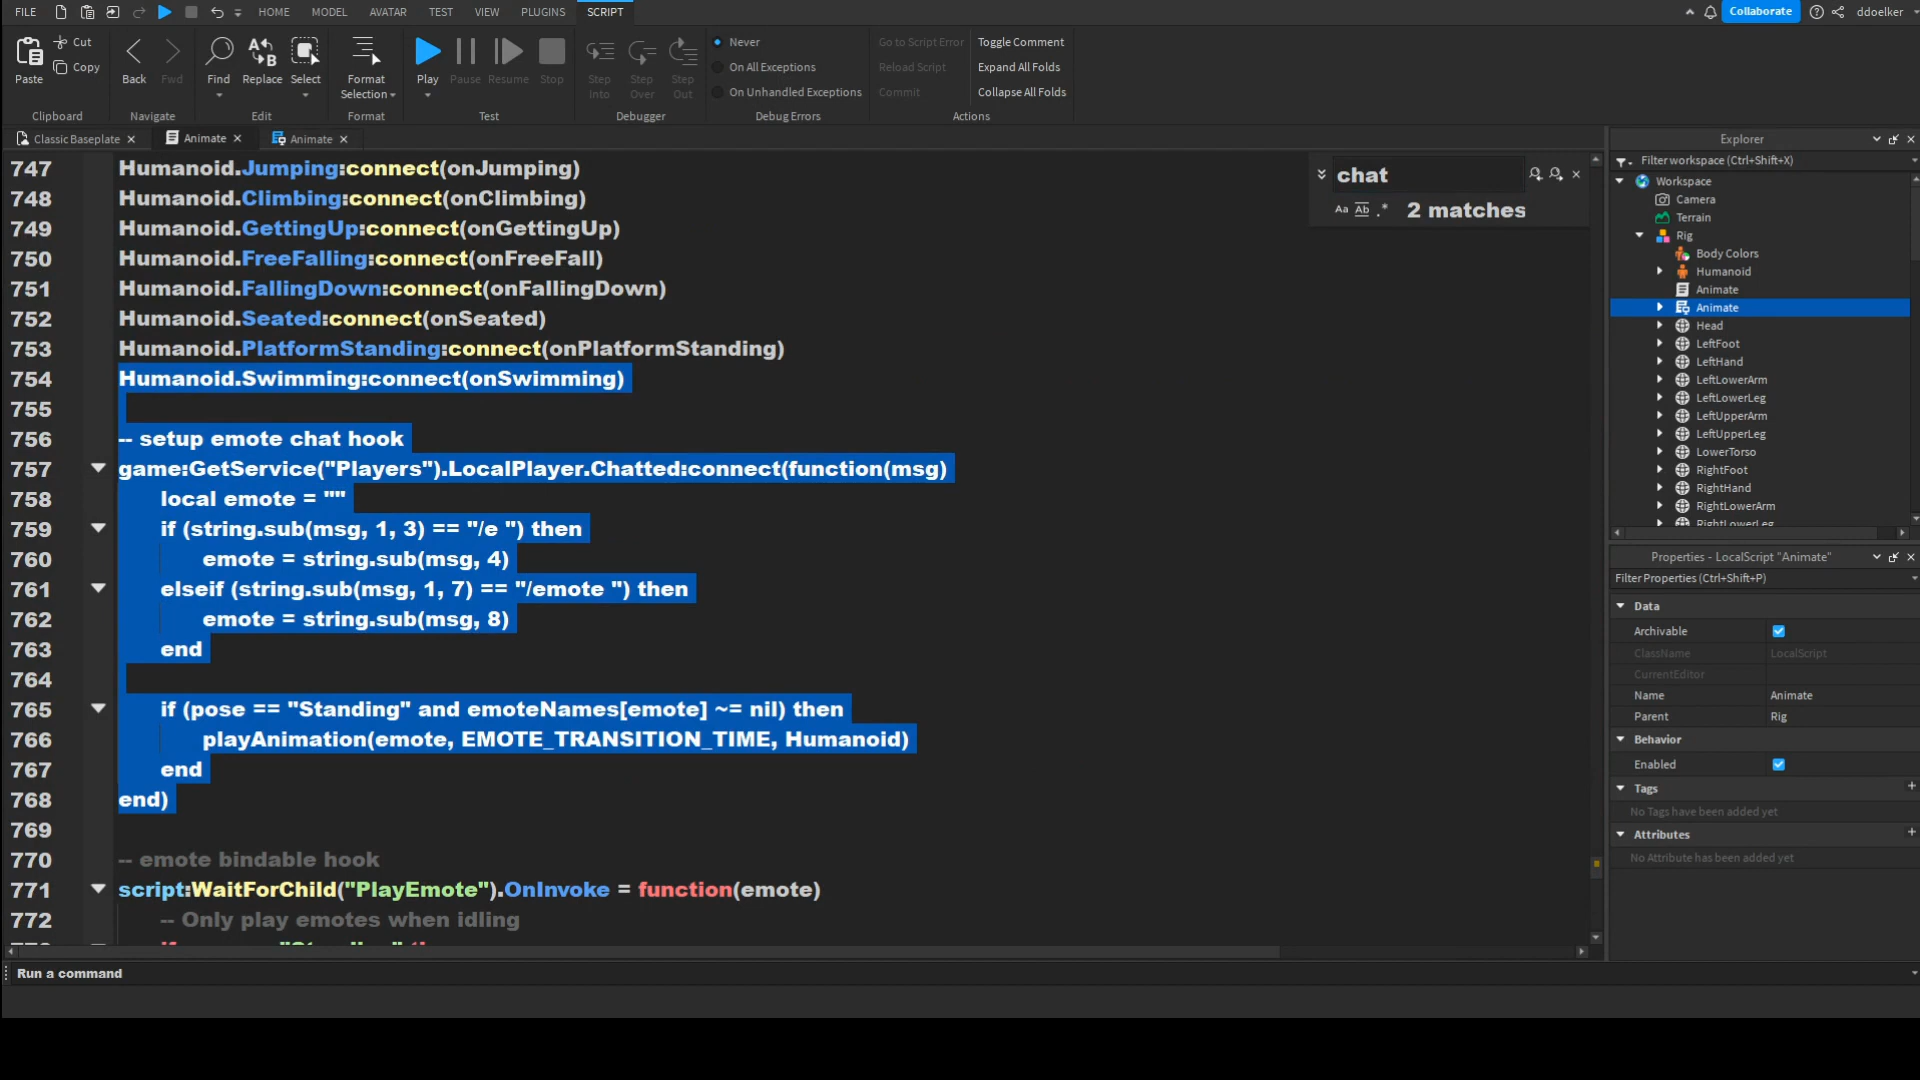 FILE HOME MODEL AVATAR TEST VIEW PLUGINS SCRIPT Collaborate ddoelker
Paste Cut Copy Back Fwd Find Replace Select Format Selection Play Pause Resume Stop Step Into Step Over Step Out
Never Go to Script Error Toggle Comment
On All Exceptions Reload Script Expand All Folds
On Unhandled Exceptions Commit Collapse All Folds
Clipboard Navigate Edit Format Test Debugger Debug Errors Actions
Classic Baseplate Animate Animate
747 Humanoid.Jumping:connect(onJumping)
748 Humanoid.Climbing:connect(onClimbing)
749 Humanoid.GettingUp:connect(onGettingUp)
750 Humanoid.FreeFalling:connect(onFreeFall)
751 Humanoid.FallingDown:connect(onFallingDown)
752 Humanoid.Seated:connect(onSeated)
753 Humanoid.PlatformStanding:connect(onPlatformStanding)
754 Humanoid.Swimming:connect(onSwimming)
755
756 -- setup emote chat hook
757 game:GetService("Players").LocalPlayer.Chatted:connect(function(msg)
758 local emote = ""
759 if (string.sub(msg, 1, 3) == "/e ") then
760 emote = string.sub(msg, 4)
761 elseif (string.sub(msg, 1, 7) == "/emote ") then
762 emote = string.sub(msg, 8)
763 end
764
765 if (pose == "Standing" and emoteNames[emote] ~= nil) then
766 playAnimation(emote, EMOTE_TRANSITION_TIME, Humanoid)
767 end
768 end)
769
770 -- emote bindable hook
771 script:WaitForChild("PlayEmote").OnInvoke = function(emote)
772 -- Only play emotes when idling
chat
Aa Ab .* 2 matches
Explorer
Filter workspace (Ctrl+Shift+X)
Workspace
Camera
Terrain
Rig
Body Colors
Humanoid
Animate
Animate
Head
LeftFoot
LeftHand
LeftLowerArm
LeftLowerLeg
LeftUpperArm
LeftUpperLeg
LowerTorso
RightFoot
RightHand
RightLowerArm
RightLowerLeg
Properties - LocalScript "Animate"
Filter Properties (Ctrl+Shift+P)
Data
Archivable
ClassName LocalScript
CurrentEditor
Name Animate
Parent Rig
Behavior
Enabled
Tags +
No Tags have been added yet
Attributes +
No Attribute has been added yet
Run a command